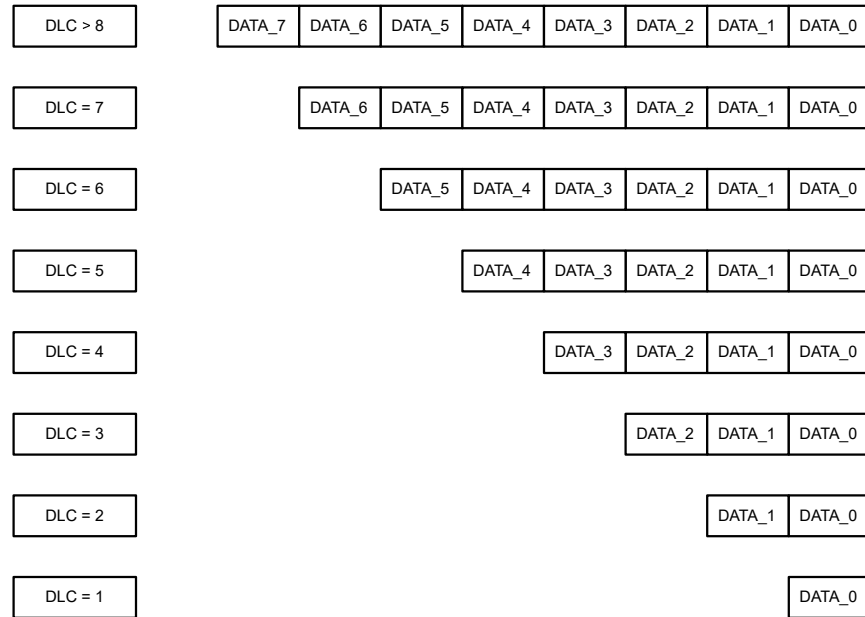 DLC > 8 DATA_7 DATA_6 DATA_5 DATA_4 DATA_3 DATA_2 DATA_1 DATA_0
DLC = 7 DATA_6 DATA_5 DATA_4 DATA_3 DATA_2 DATA_1 DATA_0
DLC = 6 DATA_5 DATA_4 DATA_3 DATA_2 DATA_1 DATA_0
DLC = 5 DATA_4 DATA_3 DATA_2 DATA_1 DATA_0
DLC = 4 DATA_3 DATA_2 DATA_1 DATA_0
DLC = 3 DATA_2 DATA_1 DATA_0
DLC = 2 DATA_1 DATA_0
DLC = 1 DATA_0